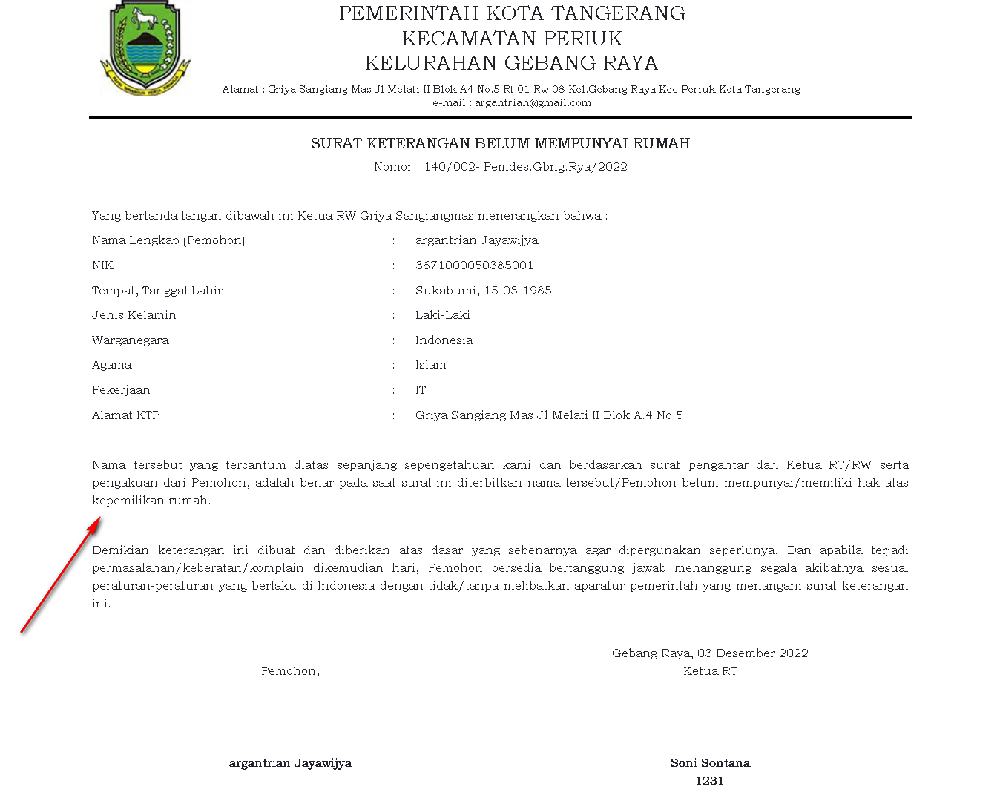 PEMERINTAH KOTA TANGERANG
KECAMATAN PERIUK
KELURAHAN GEBANG RAYA
Alamat : Griya Sangiang Mas Jl.Melati II Blok A4 No.5 Rt 01 Rw 08 Kel.Gebang Raya Kec.Periuk Kota Tangerang
e-mail : argantrian@gmail.com
SURAT KETERANGAN BELUM MEMPUNYAI RUMAH
Nomor : 140/002- Pemdes.Gbng.Rya/2022
Yang bertanda tangan dibawah ini Ketua RW Griya Sangiangmas menerangkan bahwa :
Nama Lengkap (Pemohon) : argantrian Jayawijya
NIK : 3671000050385001
Tempat, Tanggal Lahir : Sukabumi, 15-03-1985
Jenis Kelamin : Laki-Laki
Warganegara : Indonesia
Agama : Islam
Pekerjaan : IT
Alamat KTP : Griya Sangiang Mas Jl.Melati II Blok A.4 No.5
Nama tersebut yang tercantum diatas sepanjang sepengetahuan kami dan berdasarkan surat pengantar dari Ketua RT/RW serta
pengakuan dari Pemohon, adalah benar pada saat surat ini diterbitkan nama tersebut/Pemohon belum mempunyai/memiliki hak atas
kepemilikan rumah.
Demikian keterangan ini dibuat dan diberikan atas dasar yang sebenarnya agar dipergunakan seperlunya. Dan apabila terjadi
permasalahan/keberatan/komplain dikemudian hari, Pemohon bersedia bertanggung jawab menanggung segala akibatnya sesuai
peraturan-peraturan yang berlaku di Indonesia dengan tidak/tanpa melibatkan aparatur pemerintah yang menangani surat keterangan
ini.
Gebang Raya, 03 Desember 2022
Pemohon, Ketua RT
argantrian Jayawijya Soni Sontana
1231